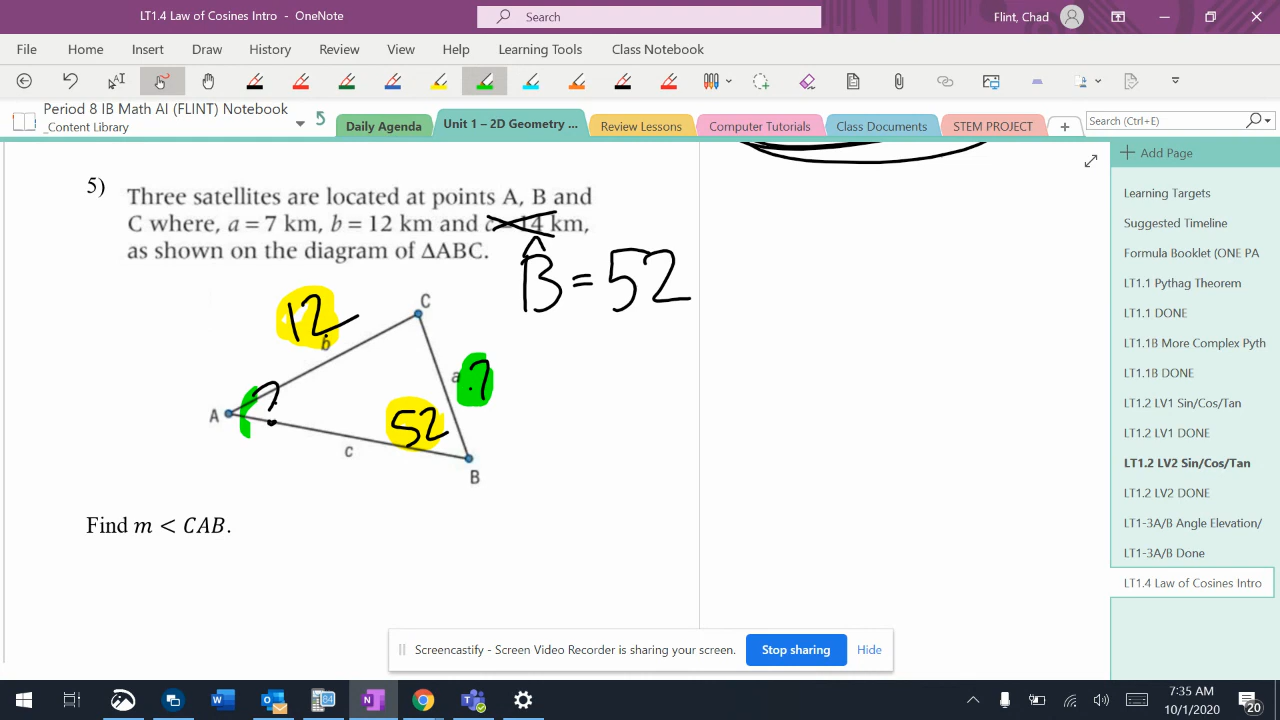 LT1.4 Law of Cosines Intro - OneNote
Search
Flint, Chad
File Home Insert Draw History Review View Help Learning Tools Class Notebook
Period 8 IB Math AI (FLINT) Notebook
_Content Library
Daily Agenda
Unit 1 – 2D Geometry ...
Review Lessons
Computer Tutorials
Class Documents
STEM PROJECT
Search (Ctrl+E)
Add Page
Learning Targets
Suggested Timeline
Formula Booklet (ONE PA
LT1.1 Pythag Theorem
LT1.1 DONE
LT1.1B More Complex Pyth
LT1.1B DONE
LT1.2 LV1 Sin/Cos/Tan
LT1.2 LV1 DONE
LT1.2 LV2 Sin/Cos/Tan
LT1.2 LV2 DONE
LT1-3A/B Angle Elevation/
LT1-3A/B Done
LT1.4 Law of Cosines Intro
5)
Three satellites are located at points A, B and
C where, a = 7 km, b = 12 km and c = 14 km,
as shown on the diagram of ΔABC.
B̂ = 52
12
C
b
a 7
A ?
52
c
B
Find m < CAB.
Screencastify - Screen Video Recorder is sharing your screen.
Stop sharing
Hide
84
7:35 AM
10/1/2020
20